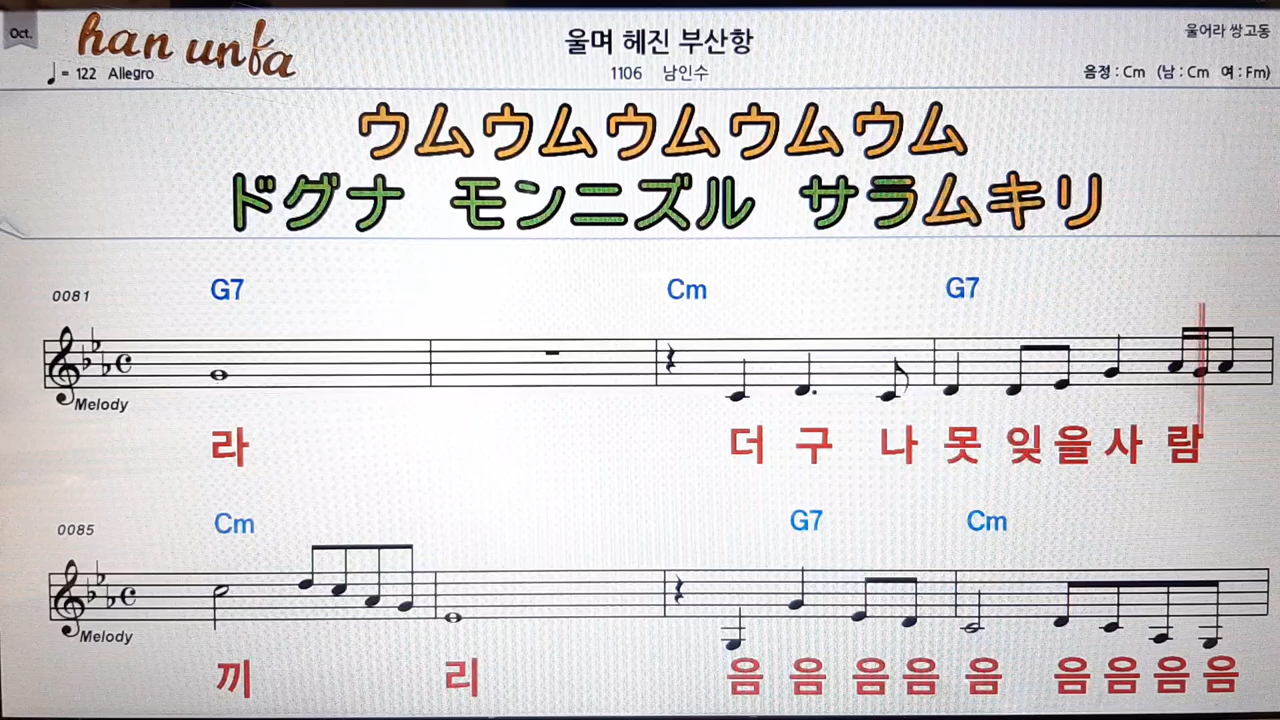 Oct.
han unfa
울며 헤진 부산항
울어라 쌍고동
♩ = 122 Allegro
1106 남인수
음정 : Cm (남 : Cm 여 : Fm)
ウムウムウムウムウム
ドグナ モンニズル サラムキリ
0081
G7 Cm G7
Melody
라 더 구 나 못 잊 을 사 람
0085
Cm G7 Cm
Melody
끼 리 음 음 음 음 음 음 음 음 음